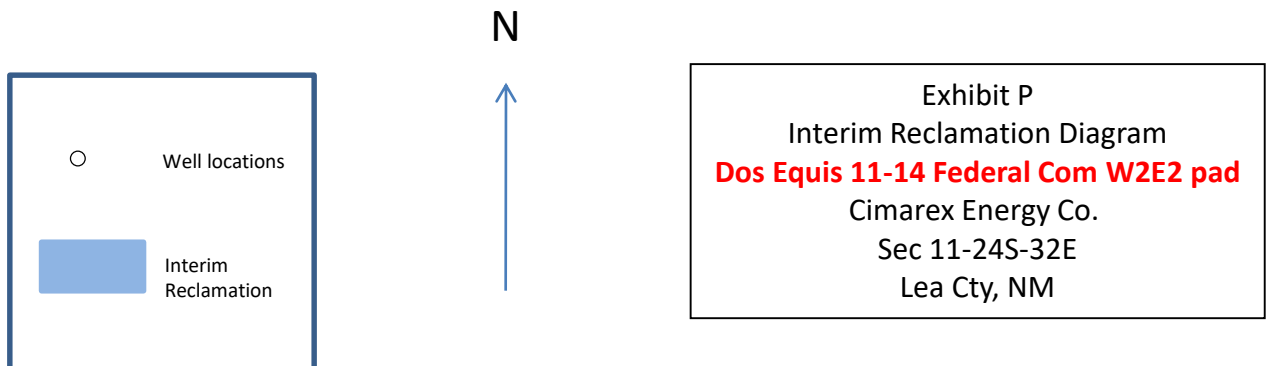 N
Well locations
Interim
Reclamation
Exhibit P
Interim Reclamation Diagram
Dos Equis 11-14 Federal Com W2E2 pad
Cimarex Energy Co.
Sec 11-24S-32E
Lea Cty, NM